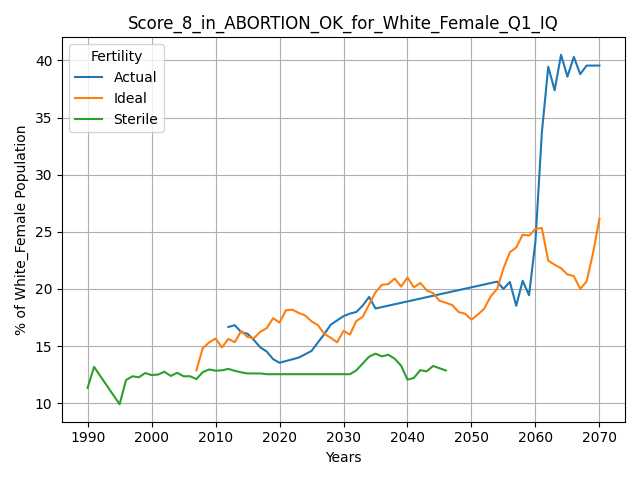 Score_8_in_ABORTION_OK_for_White_Female_Q1_IQ
Fertility
Actual
Ideal
Sterile
% of White_Female Population
40
35
30
25
20
15
10
1990
2000
2010
2020
2030
2040
2050
2060
2070
Years